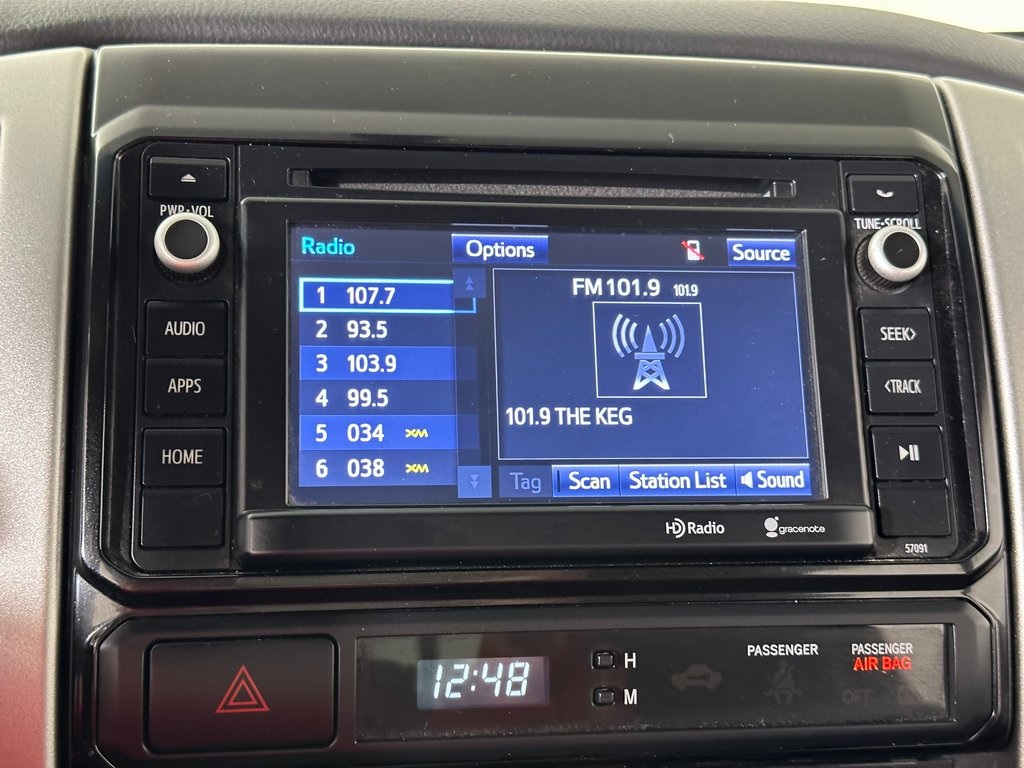 PWR•VOL
TUNE•SCROLL
Radio
Options
Source
FM 101.9 101.9
1 107.7
2 93.5
3 103.9
4 99.5
5 034 XM
6 038 XM
101.9 THE KEG
Tag
Scan
Station List
Sound
AUDIO
APPS
HOME
SEEK>
<TRACK
HD Radio
gracenote
57091
12:48
H
M
PASSENGER
PASSENGER
AIR BAG
OFF